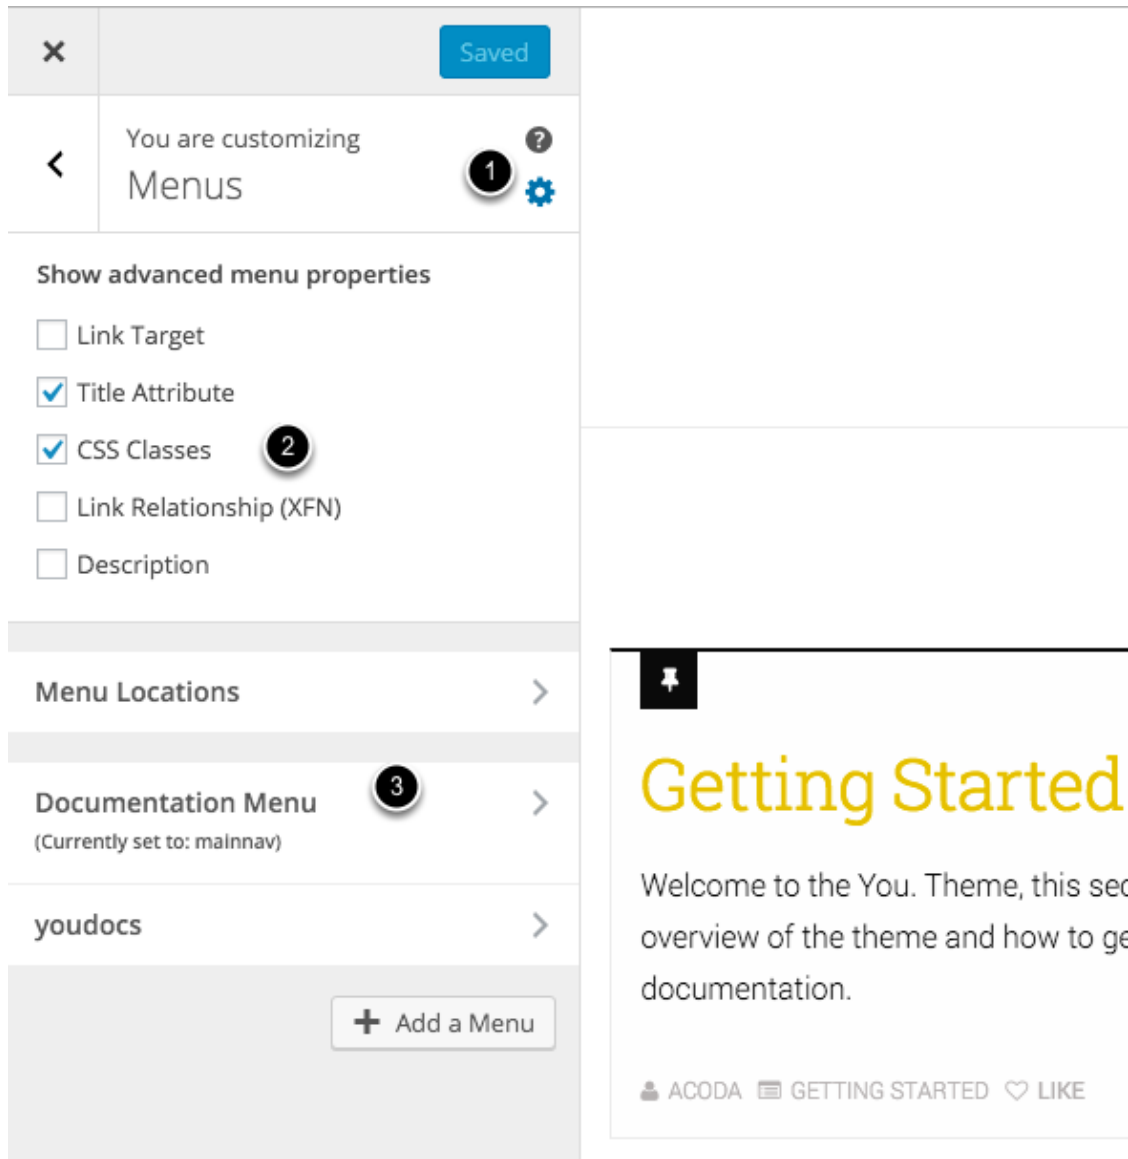 Saved
You are customizing
Menus
?
1
Show advanced menu properties
Link Target
Title Attribute
CSS Classes
2
Link Relationship (XFN)
Description
Menu Locations
Documentation Menu
3
(Currently set to: mainnav)
youdocs
+ Add a Menu
Getting Started
Welcome to the You. Theme, this
overview of the theme and how to
documentation.
ACODA GETTING STARTED LIKE